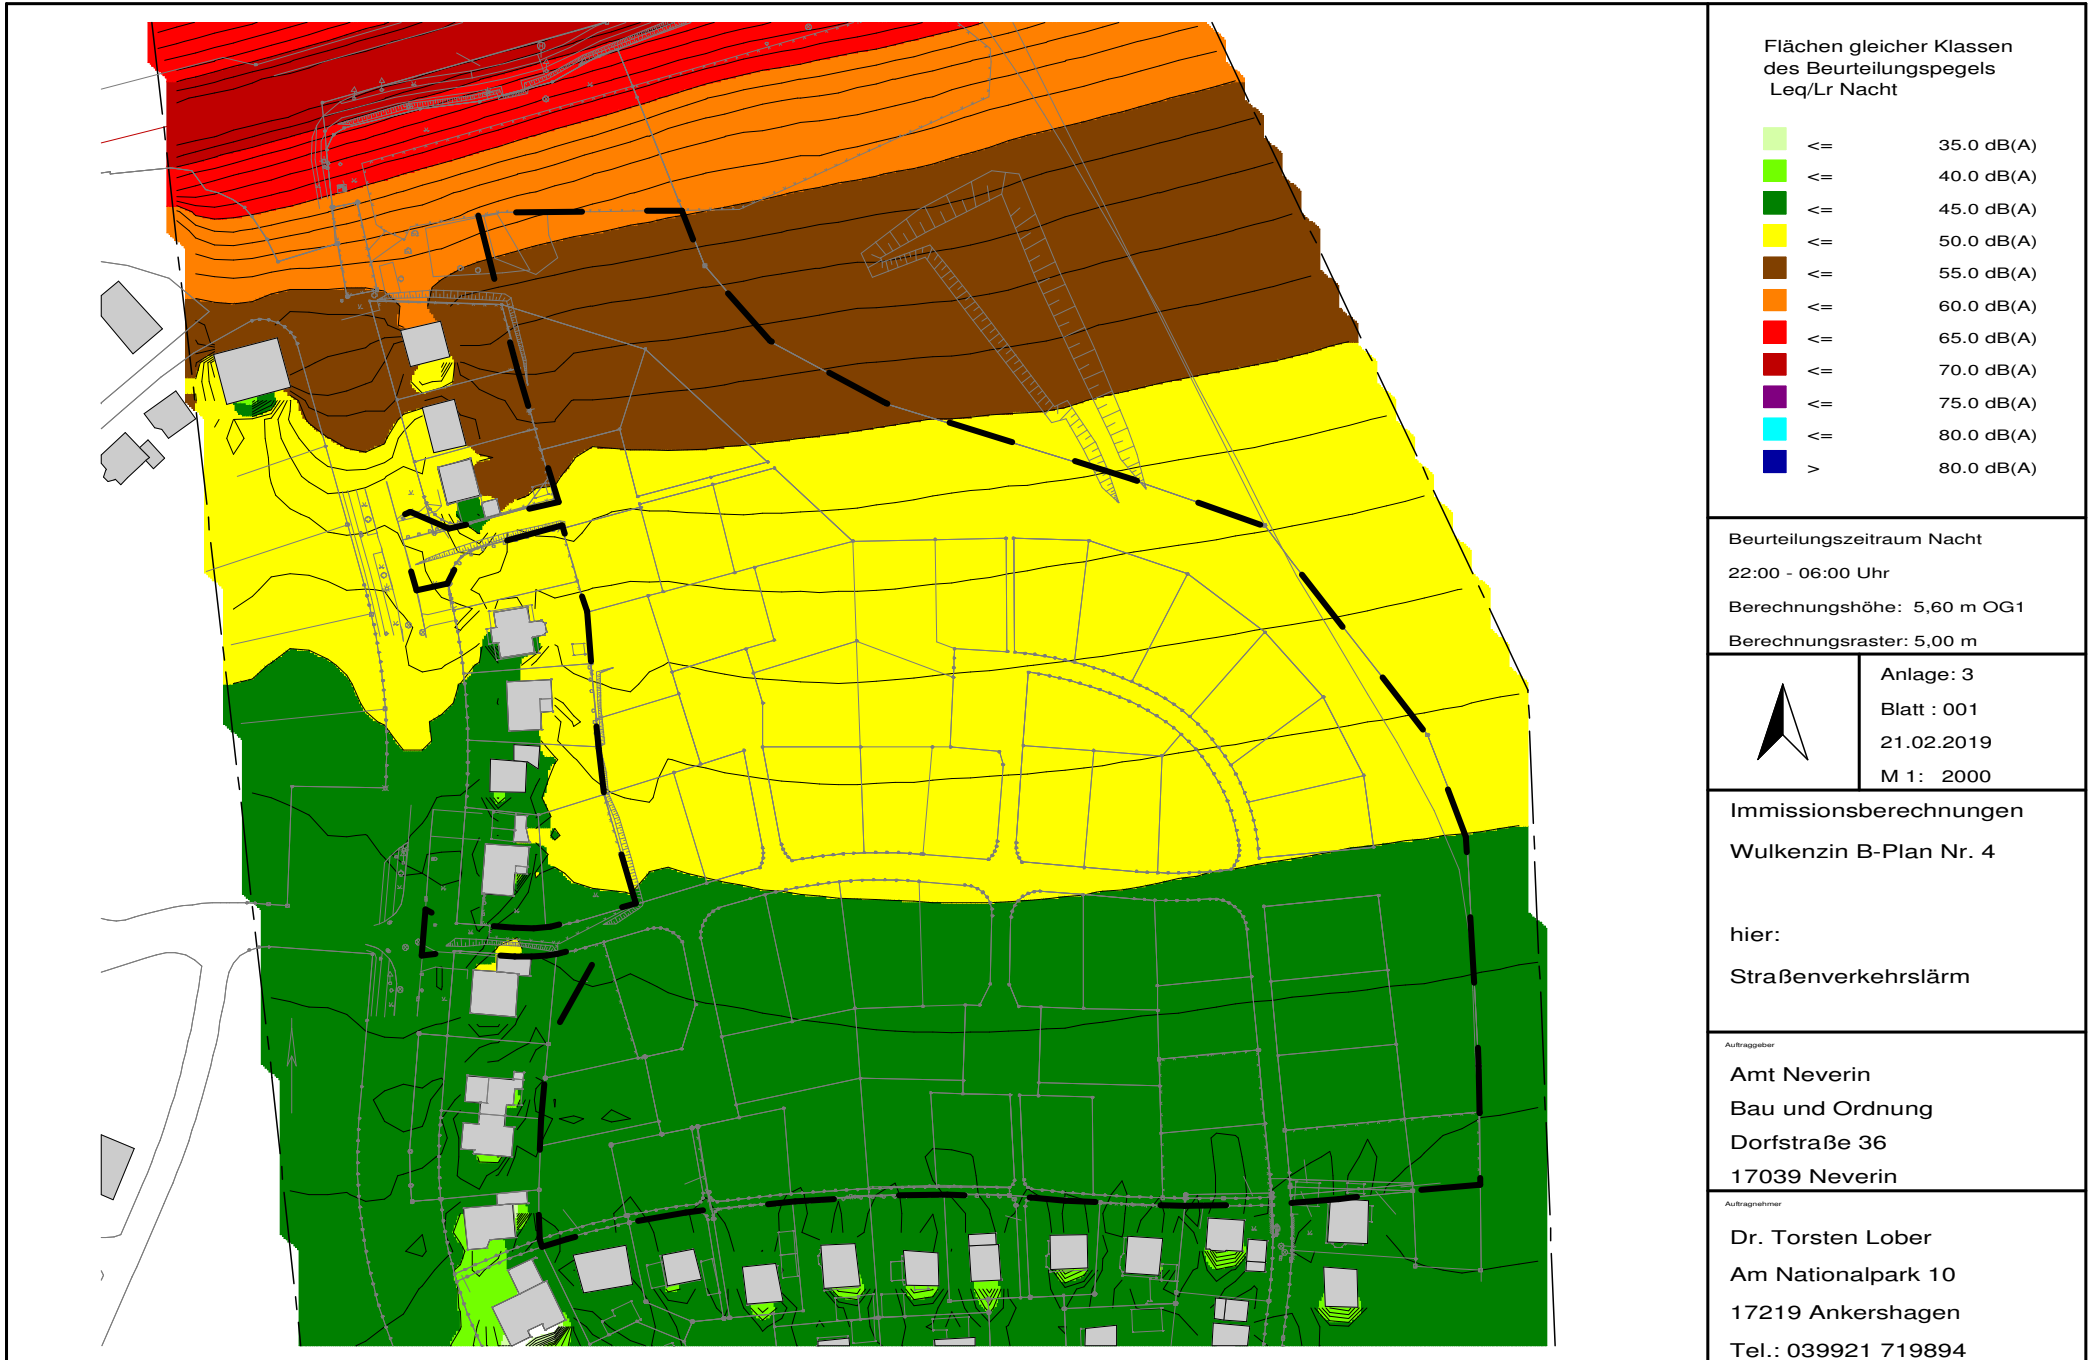 Flächen gleicher Klassen
des Beurteilungspegels
Leq/Lr Nacht
<= 35.0 dB(A)
<= 40.0 dB(A)
<= 45.0 dB(A)
<= 50.0 dB(A)
<= 55.0 dB(A)
<= 60.0 dB(A)
<= 65.0 dB(A)
<= 70.0 dB(A)
<= 75.0 dB(A)
<= 80.0 dB(A)
> 80.0 dB(A)
Beurteilungszeitraum Nacht
22:00 - 06:00 Uhr
Berechnungshöhe: 5,60 m OG1
Berechnungsraster: 5,00 m
Anlage: 3
Blatt : 001
21.02.2019
M 1: 2000
Immissionsberechnungen
Wulkenzin B-Plan Nr. 4
hier:
Straßenverkehrslärm
Auftraggeber
Amt Neverin
Bau und Ordnung
Dorfstraße 36
17039 Neverin
Auftragnehmer
Dr. Torsten Lober
Am Nationalpark 10
17219 Ankershagen
Tel.: 039921 719894